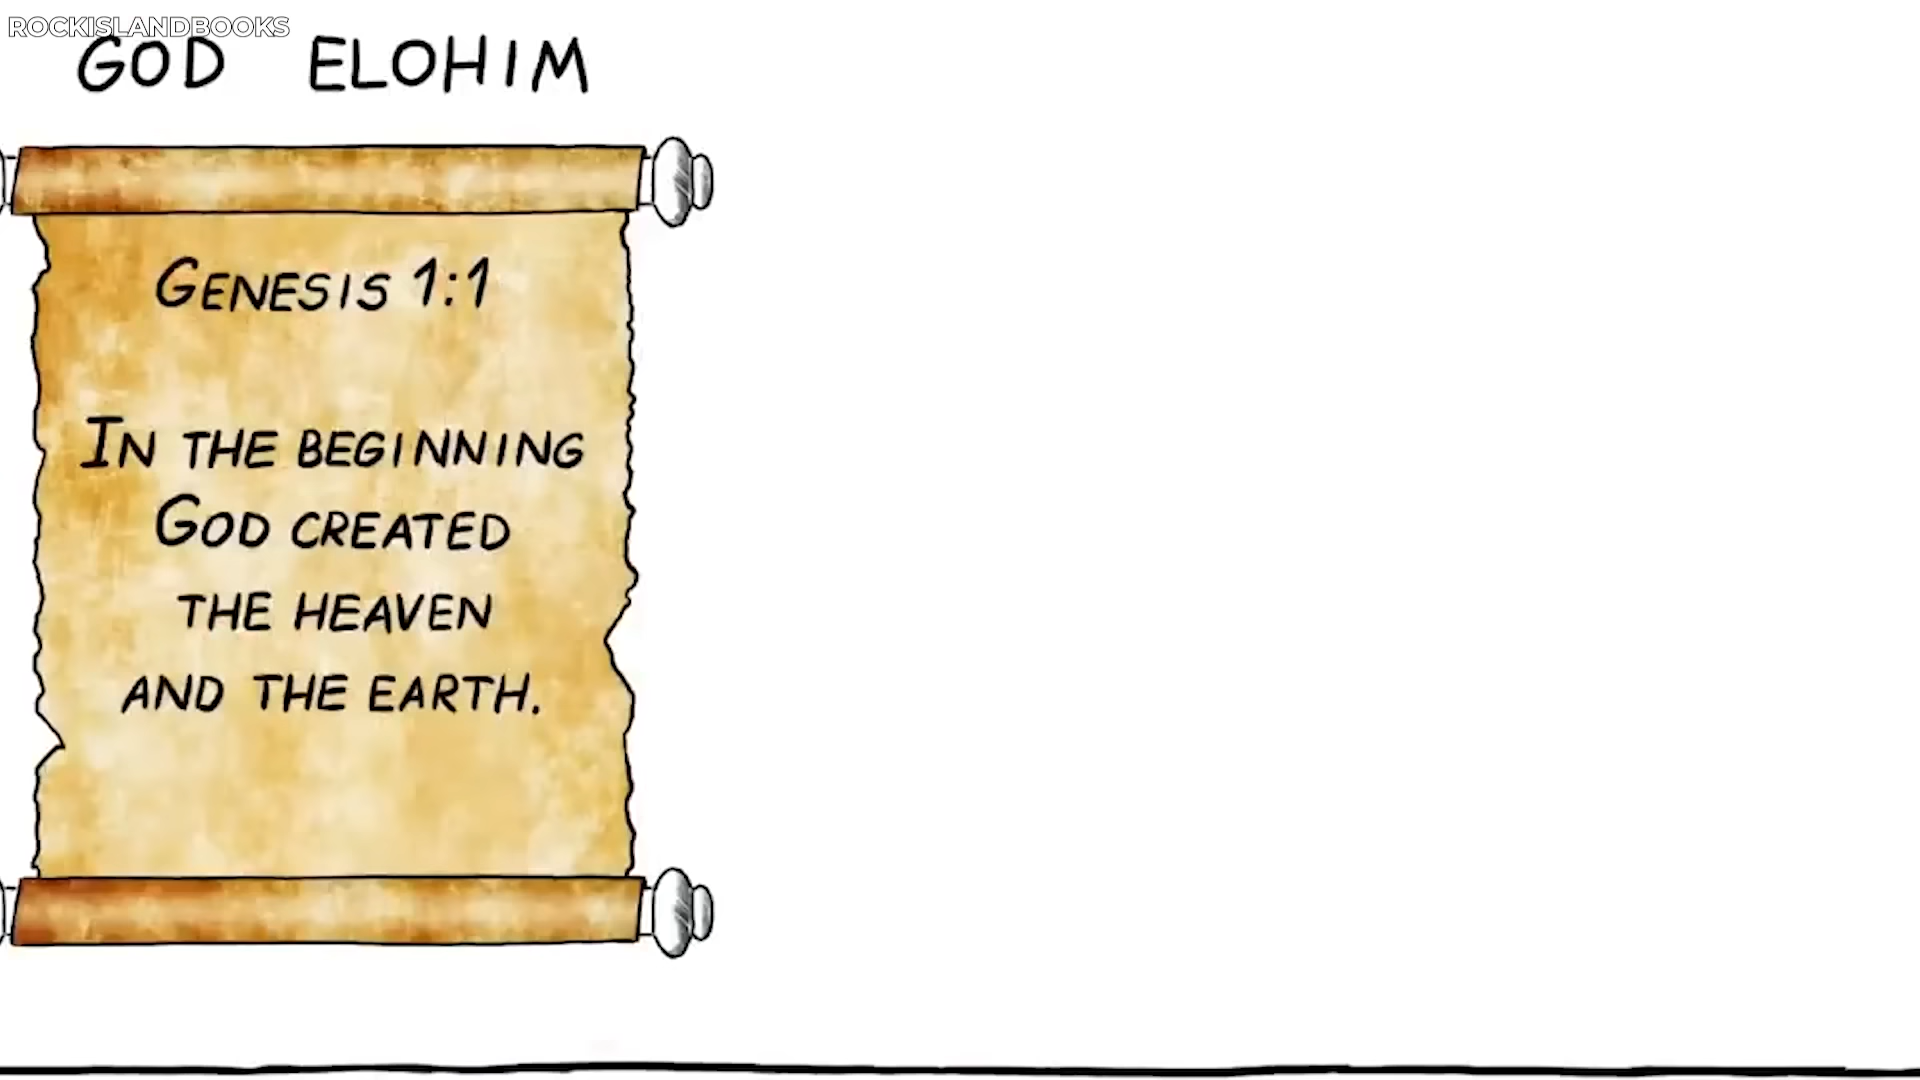 ROCKISLANDBOOKS
GOD ELOHIM
GENESIS 1:1
IN THE BEGINNING
GOD CREATED
THE HEAVEN
AND THE EARTH.